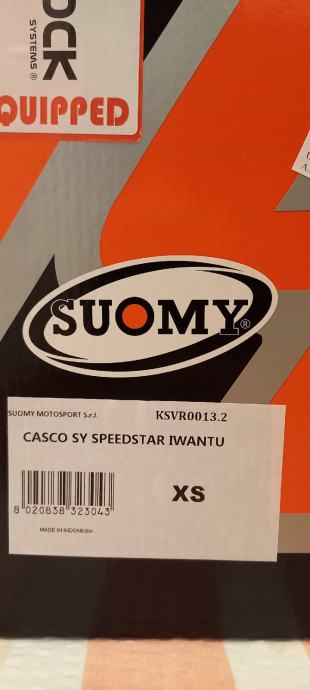 OCK
SYSTEMS ®
QUIPPED
SUOMY®
SUOMY MOTOSPORT S.r.l.
KSVR0013.2
CASCO SY SPEEDSTAR IWANTU
XS
8 020838 323043
MADE IN INDONESIA